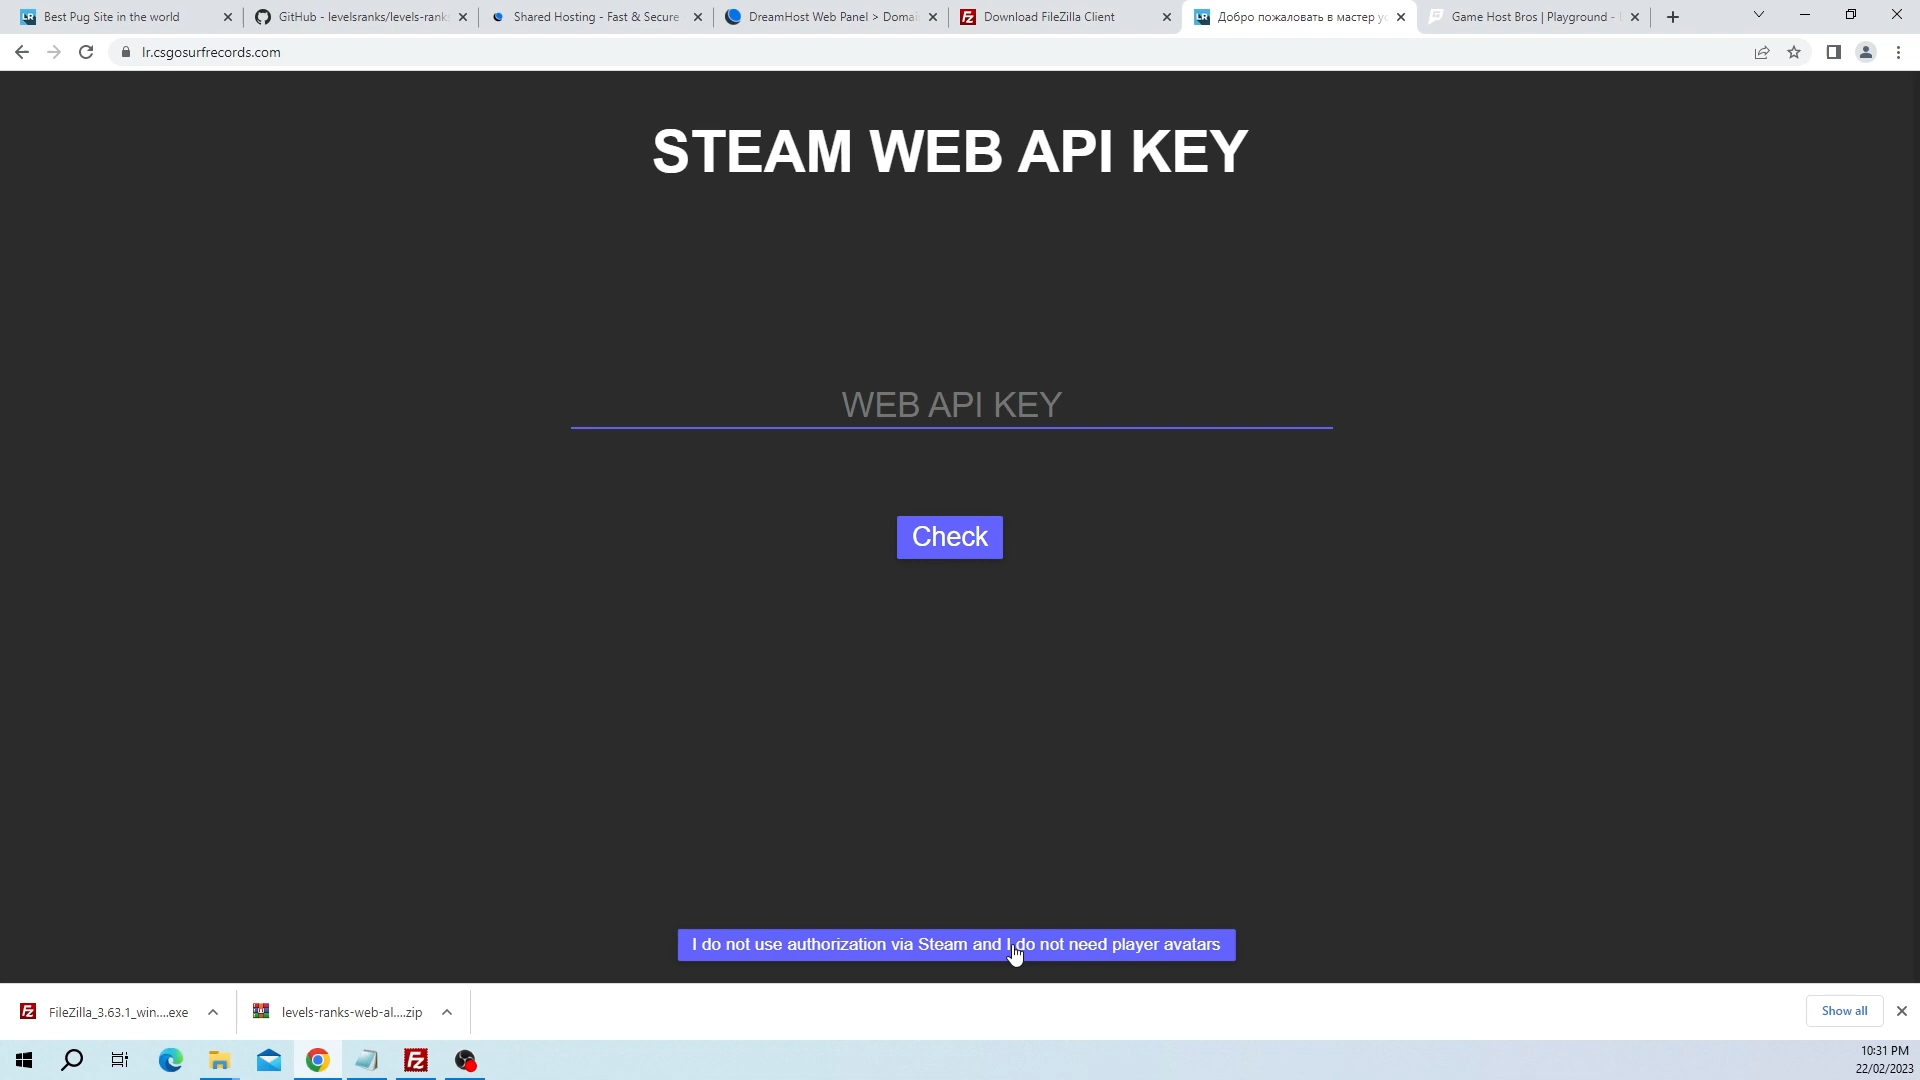 Best Pug Site in the world
GitHub - levelsranks/levels-rank
Shared Hosting - Fast & Secure
DreamHost Web Panel > Domai
Download FileZilla Client
Добро пожаловать в мастер ус
Game Host Bros | Playground -
lr.csgosurfrecords.com
STEAM WEB API KEY
WEB API KEY
Check
I do not use authorization via Steam and I do not need player avatars
FileZilla_3.63.1_win....exe
levels-ranks-web-al....zip
Show all
10:31 PM
22/02/2023